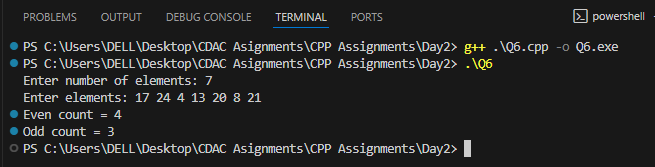 PROBLEMS OUTPUT DEBUG CONSOLE TERMINAL PORTS powershell
PS C:\Users\DELL\Desktop\CDAC Asignments\CPP Assignments\Day2> g++ .\Q6.cpp -o Q6.exe
PS C:\Users\DELL\Desktop\CDAC Asignments\CPP Assignments\Day2> .\Q6
Enter number of elements: 7
Enter elements: 17 24 4 13 20 8 21
Even count = 4
Odd count = 3
PS C:\Users\DELL\Desktop\CDAC Asignments\CPP Assignments\Day2>